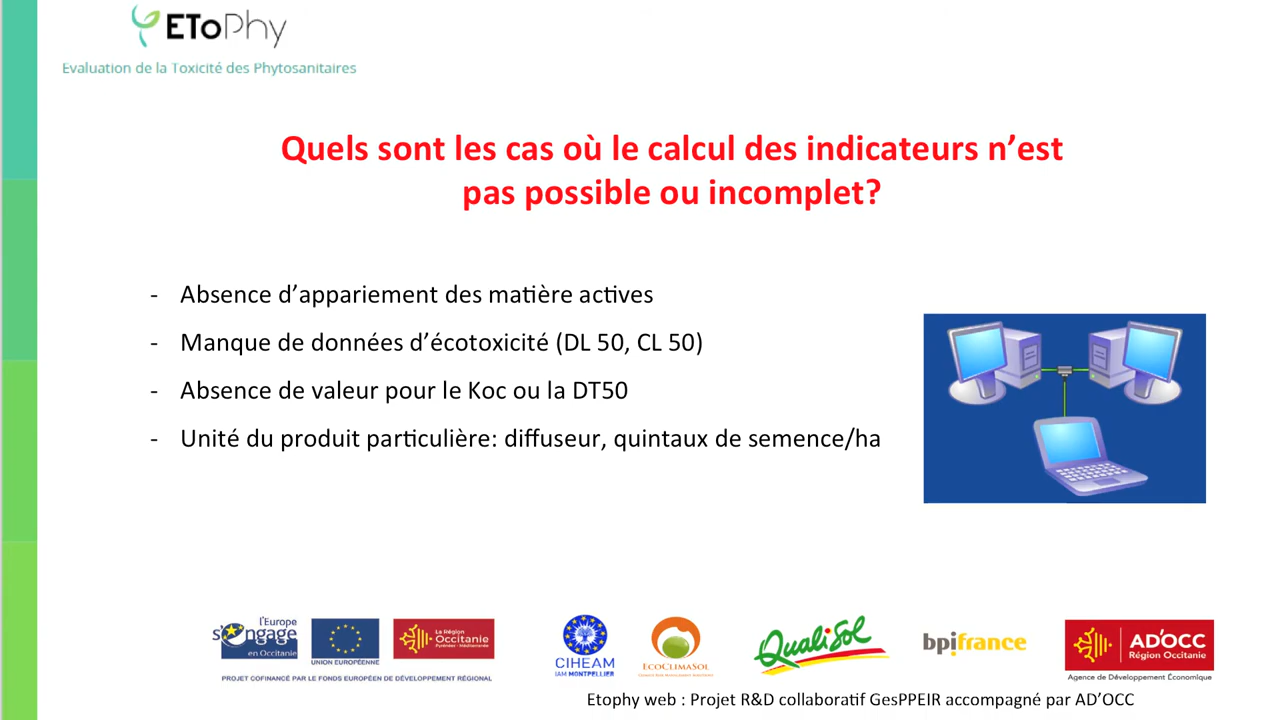 EToPhy
Evaluation de la Toxicité des Phytosanitaires
Quels sont les cas où le calcul des indicateurs n’est
pas possible ou incomplet?
- Absence d’appariement des matière actives
- Manque de données d’écotoxicité (DL 50, CL 50)
- Absence de valeur pour le Koc ou la DT50
- Unité du produit particulière: diffuseur, quintaux de semence/ha
l'Europe
s'engage
en Occitanie
UNION EUROPÉENNE
La Région
Occitanie
Pyrénées - Méditerranée
PROJET COFINANCÉ PAR LE FONDS EUROPÉEN DE DÉVELOPPEMENT RÉGIONAL
CIHEAM
IAM MONTPELLIER
ECOCLIMASOL
QualiSol
bpifrance
AD'OCC
Région Occitanie
Agence de Développement Économique
Etophy web : Projet R&D collaboratif GesPPEIR accompagné par AD’OCC